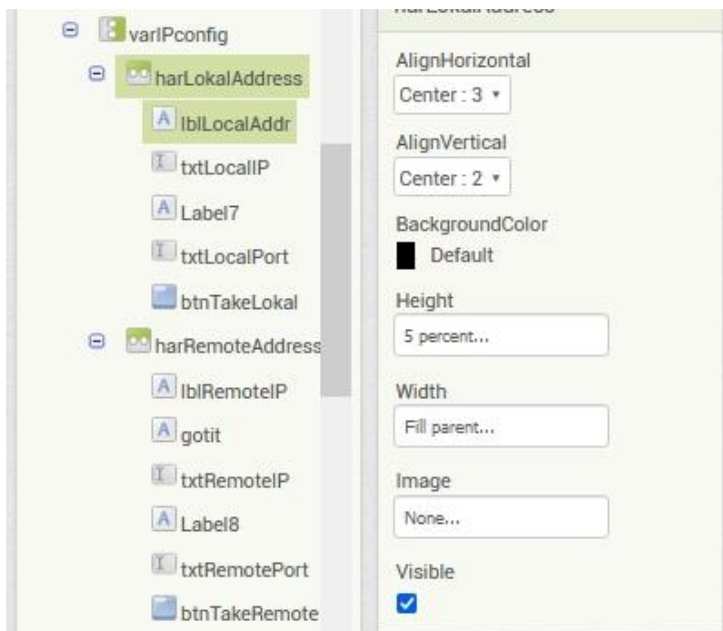 varIPconfig
harLokalAddress
lblLocalAddr
txtLocalIP
Label7
txtLocalPort
btnTakeLokal
harRemoteAddress
lblRemoteIP
gotit
txtRemoteIP
Label8
txtRemotePort
btnTakeRemote
harLokalAddress
AlignHorizontal
Center : 3
AlignVertical
Center : 2
BackgroundColor
Default
Height
5 percent...
Width
Fill parent...
Image
None...
Visible